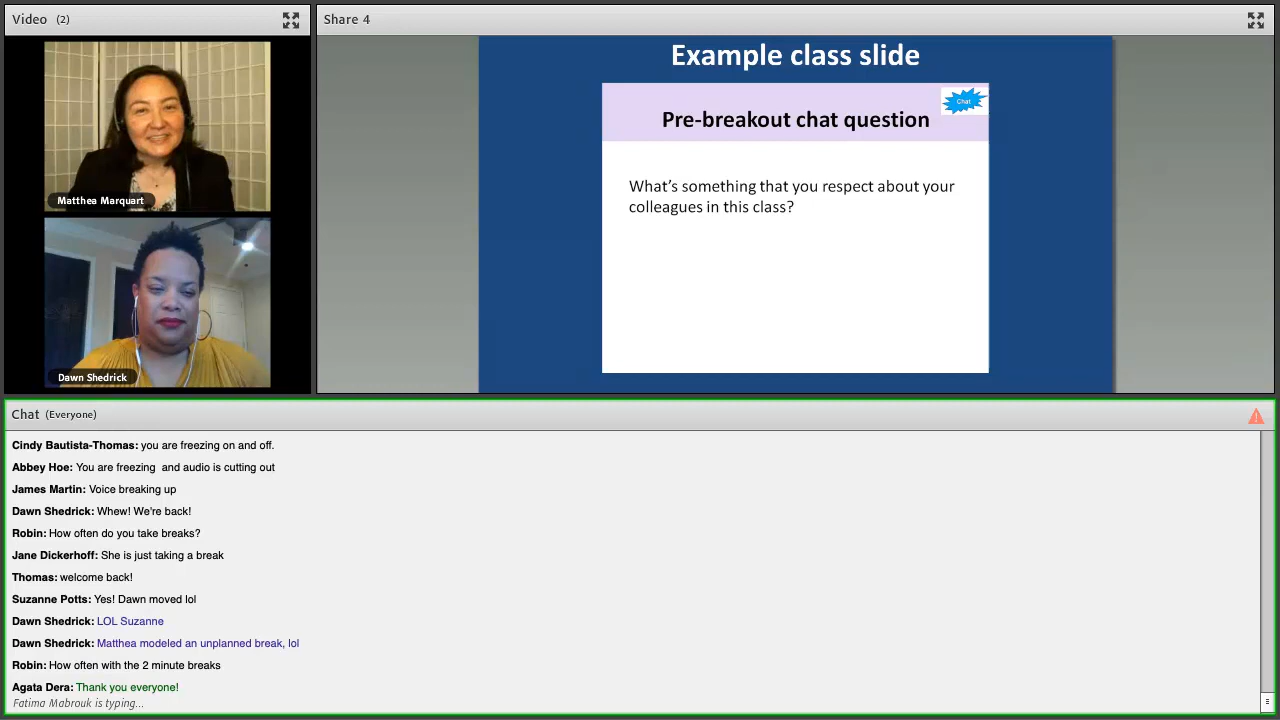 Video (2)
Matthea Marquart
Dawn Shedrick
Share 4
Example class slide
Chat
Pre-breakout chat question
What's something that you respect about your
colleagues in this class?
Chat (Everyone)
Cindy Bautista-Thomas: you are freezing on and off.
Abbey Hoe: You are freezing  and audio is cutting out
James Martin: Voice breaking up
Dawn Shedrick: Whew! We're back!
Robin: How often do you take breaks?
Jane Dickerhoff: She is just taking a break
Thomas: welcome back!
Suzanne Potts: Yes! Dawn moved lol
Dawn Shedrick: LOL Suzanne
Dawn Shedrick: Matthea modeled an unplanned break, lol
Robin: How often with the 2 minute breaks
Agata Dera: Thank you everyone!
Fatima Mabrouk is typing...